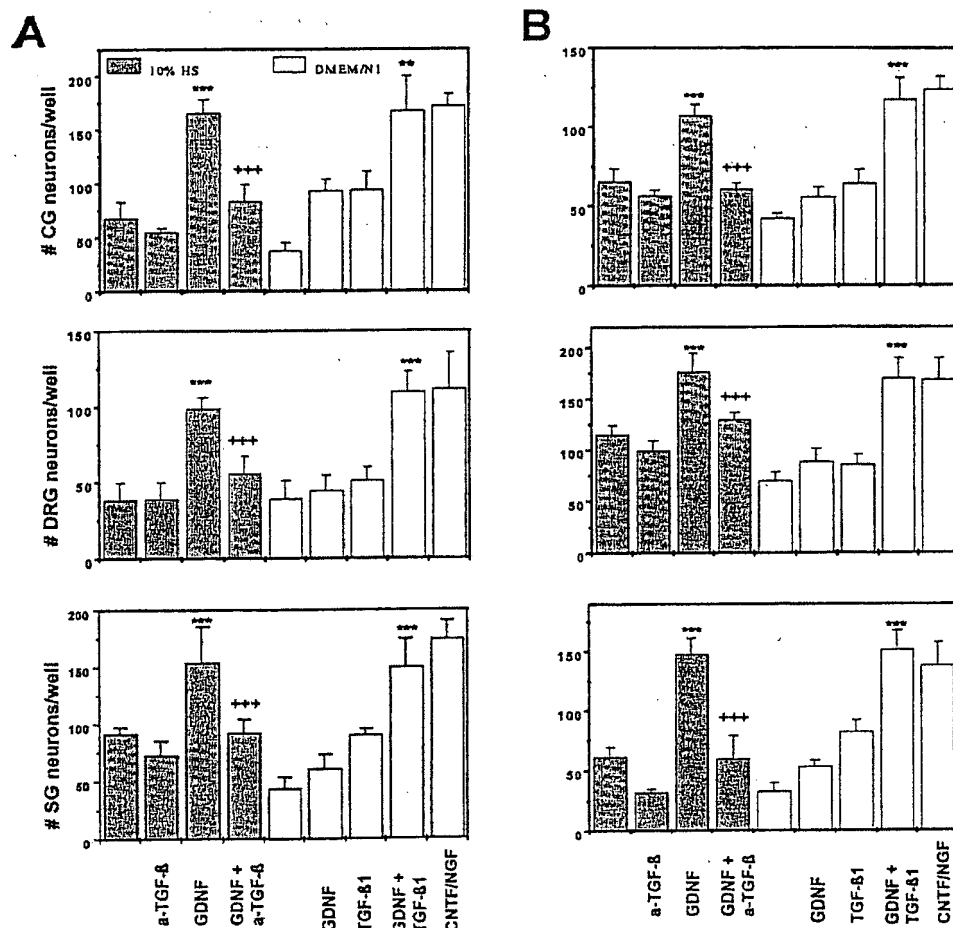 A
B
200
150
100
50
0
# CG neurons/well
10% HS
DMEM/N1
***
+++
**
150
100
50
0
***
+++
***
150
100
50
0
# DRG neurons/well
***
+++
***
200
150
100
50
0
***
+++
***
200
150
100
50
0
# SG neurons/well
***
+++
***
150
100
50
0
***
+++
***
a-TGF-ß
GDNF
GDNF +
a-TGF-ß
GDNF
TGF-ß1
GDNF +
TGF-ß1
CNTF/NGF
a-TGF-ß
GDNF
GDNF +
a-TGF-ß
GDNF
TGF-ß1
GDNF +
TGF-ß1
CNTF/NGF